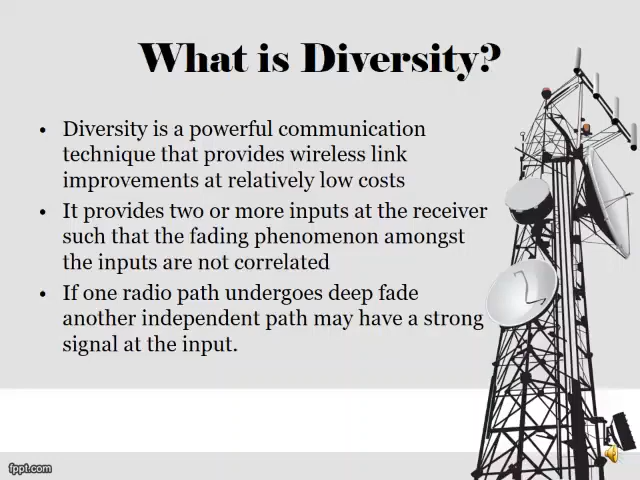 What is Diversity?
• Diversity is a powerful communication
technique that provides wireless link
improvements at relatively low costs
• It provides two or more inputs at the receiver
such that the fading phenomenon amongst
the inputs are not correlated
• If one radio path undergoes deep fade
another independent path may have a strong
signal at the input.
fppt.com